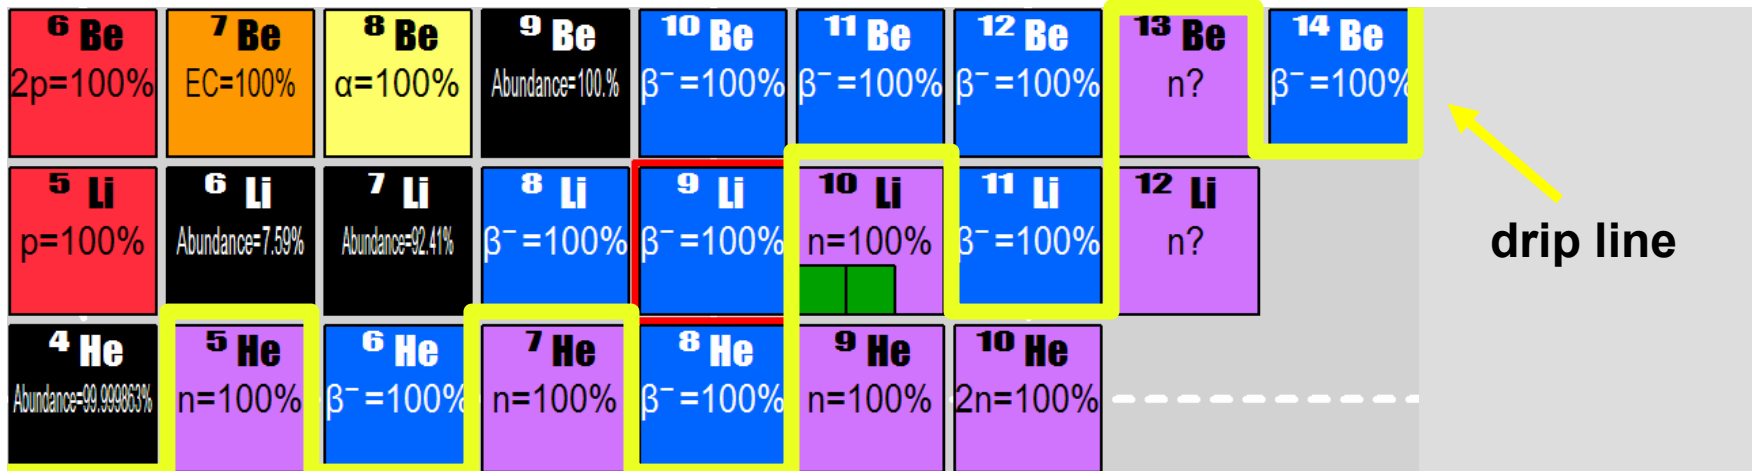 6 Be 7 Be 8 Be 9 Be 10 Be 11 Be 12 Be 13 Be 14 Be
2p=100% EC=100% α=100% Abundance=100.% β⁻=100% β⁻=100% β⁻=100% n? β⁻=100%
5 Li 6 Li 7 Li 8 Li 9 Li 10 Li 11 Li 12 Li
p=100% Abundance=7.59% Abundance=92.41% β⁻=100% β⁻=100% n=100% β⁻=100% n?
drip line
4 He 5 He 6 He 7 He 8 He 9 He 10 He
Abundance=99.999863% n=100% β⁻=100% n=100% β⁻=100% n=100% 2n=100%